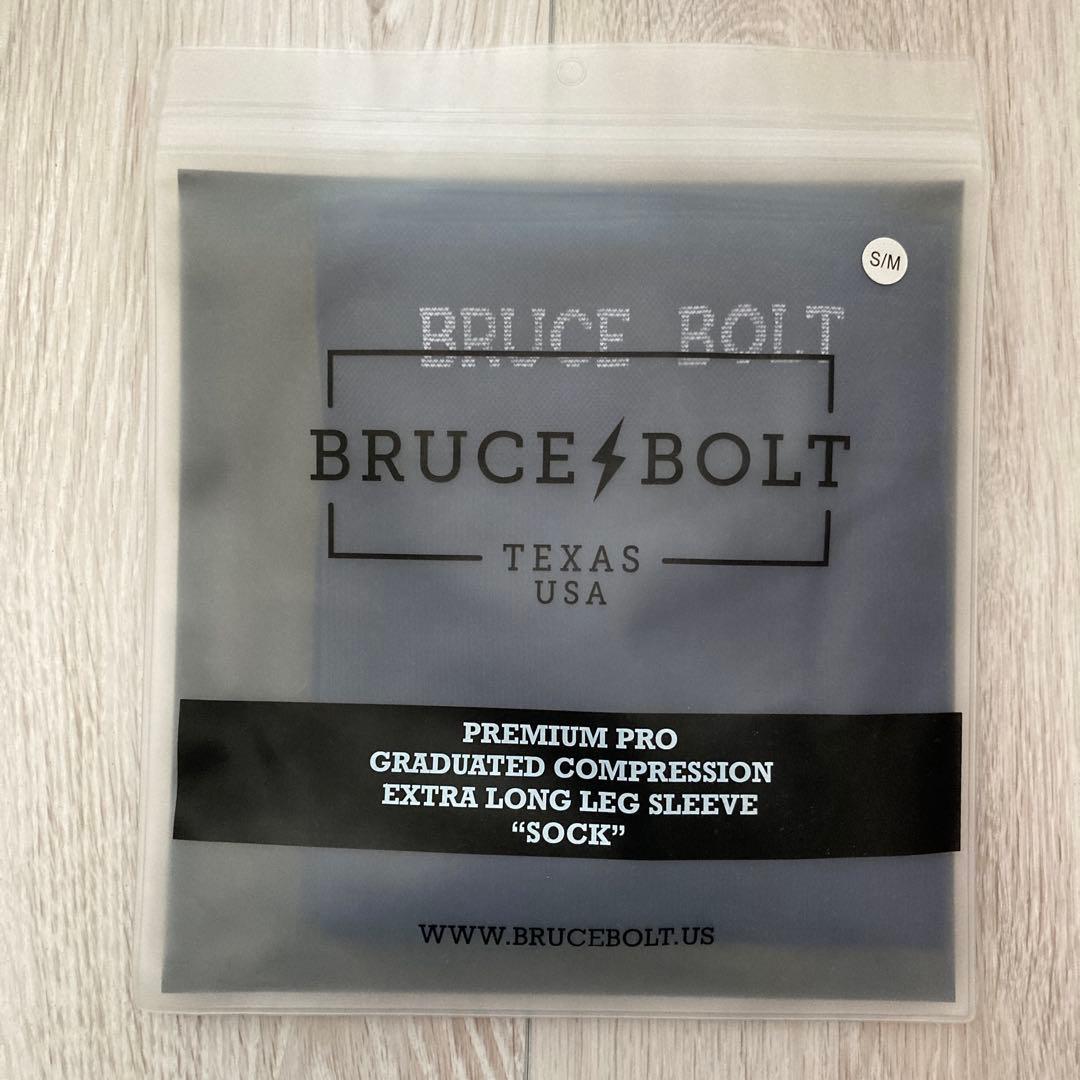 S/M
BRUCE BOLT
BRUCE BOLT
TEXAS
USA
PREMIUM PRO
GRADUATED COMPRESSION
EXTRA LONG LEG SLEEVE
“SOCK”
WWW.BRUCEBOLT.US